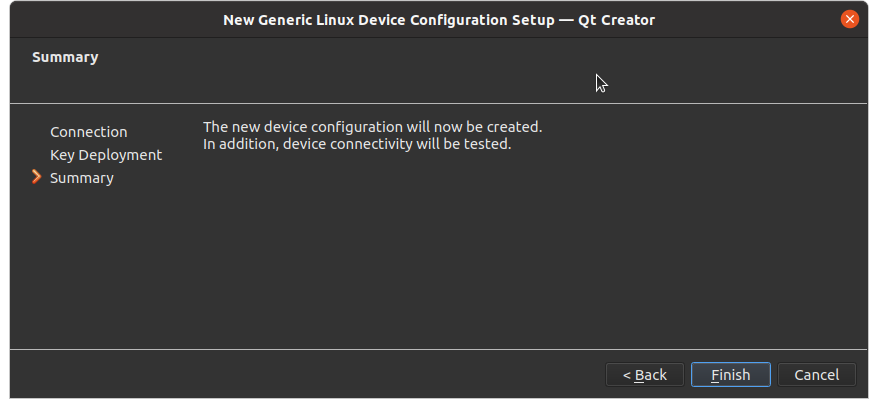 New Generic Linux Device Configuration Setup — Qt Creator
Summary
Connection
Key Deployment
Summary
The new device configuration will now be created.
In addition, device connectivity will be tested.
< Back
Finish
Cancel